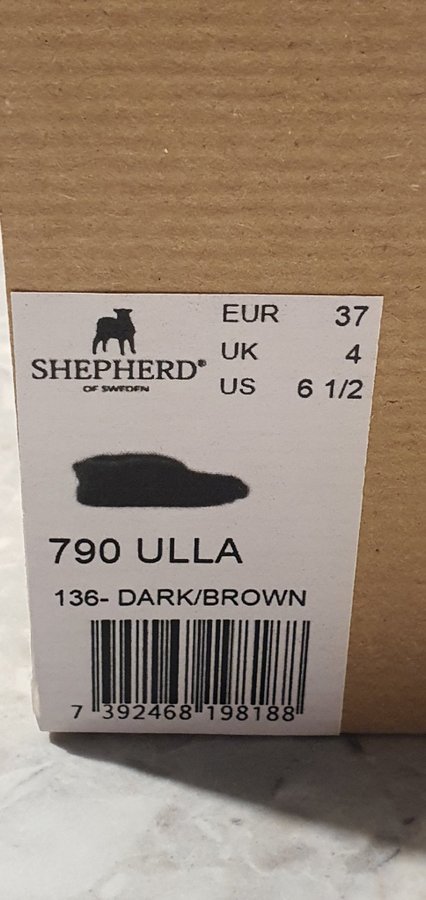 SHEPHERD®
OF SWEDEN
EUR 37
UK 4
US 6 1/2
790 ULLA
136- DARK/BROWN
7 392468 198188